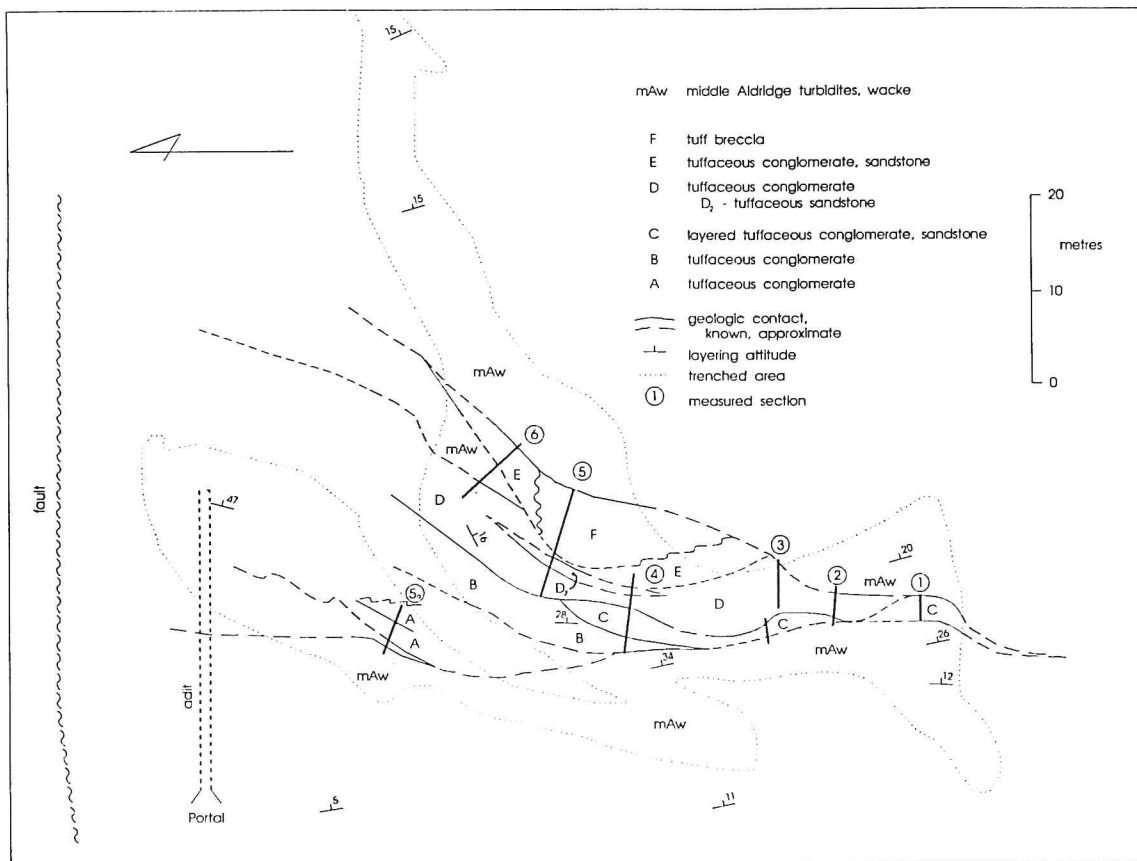 15
15
mAw middle Aldridge turbidites, wacke
F tuff breccia
E tuffaceous conglomerate, sandstone
D tuffaceous conglomerate
D₂ - tuffaceous sandstone
C layered tuffaceous conglomerate, sandstone
B tuffaceous conglomerate
A tuffaceous conglomerate
geologic contact,
known, approximate
layering attitude
trenched area
1 measured section
20
metres
10
0
fault
mAw
6
mAw
E
5
47
D
F
3
20
4
E
2
mAw
1
B
D₂
D
5a
C
C
C
28
A
B
26
A
34
mAw
mAw
12
adit
mAw
5
11
Portal